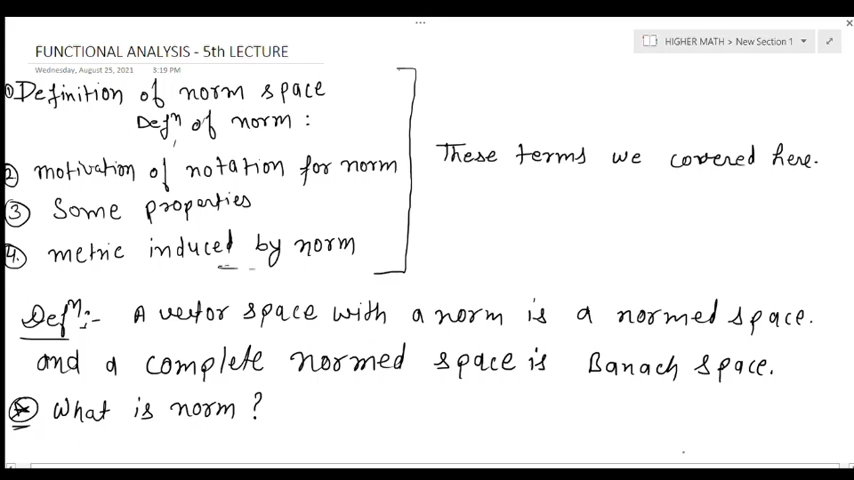 FUNCTIONAL ANALYSIS - 5th LECTURE
HIGHER MATH > New Section 1
Wednesday, August 25, 2021 5:19 PM
① Definition of norm space
Defⁿ of norm :
② motivation of notation for norm
③ Some properties
④. metric induced by norm
These terms we covered here.
Defⁿ:- A vector space with a norm is a normed space.
and a complete normed space is Banach space.
What is norm ?